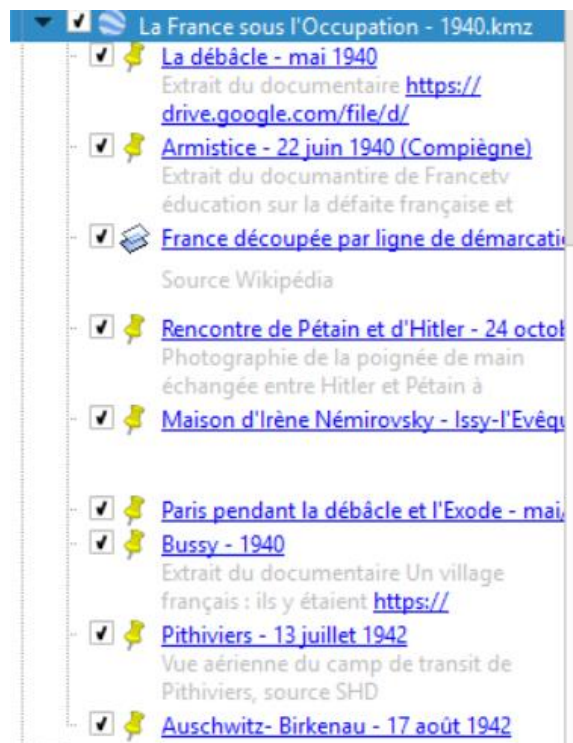 La France sous l'Occupation - 1940.kmz
La débâcle - mai 1940
Extrait du documentaire https://
drive.google.com/file/d/
Armistice - 22 juin 1940 (Compiègne)
Extrait du documantire de Francetv
éducation sur la défaite française et
France découpée par ligne de démarcati
Source Wikipédia
Rencontre de Pétain et d'Hitler - 24 octob
Photographie de la poignée de main
échangée entre Hitler et Pétain à
Maison d'Irène Némirovsky - Issy-l'Evêqu
Paris pendant la débâcle et l'Exode - mai/
Bussy - 1940
Extrait du documentaire Un village
français : ils y étaient https://
Pithiviers - 13 juillet 1942
Vue aérienne du camp de transit de
Pithiviers, source SHD
Auschwitz- Birkenau - 17 août 1942